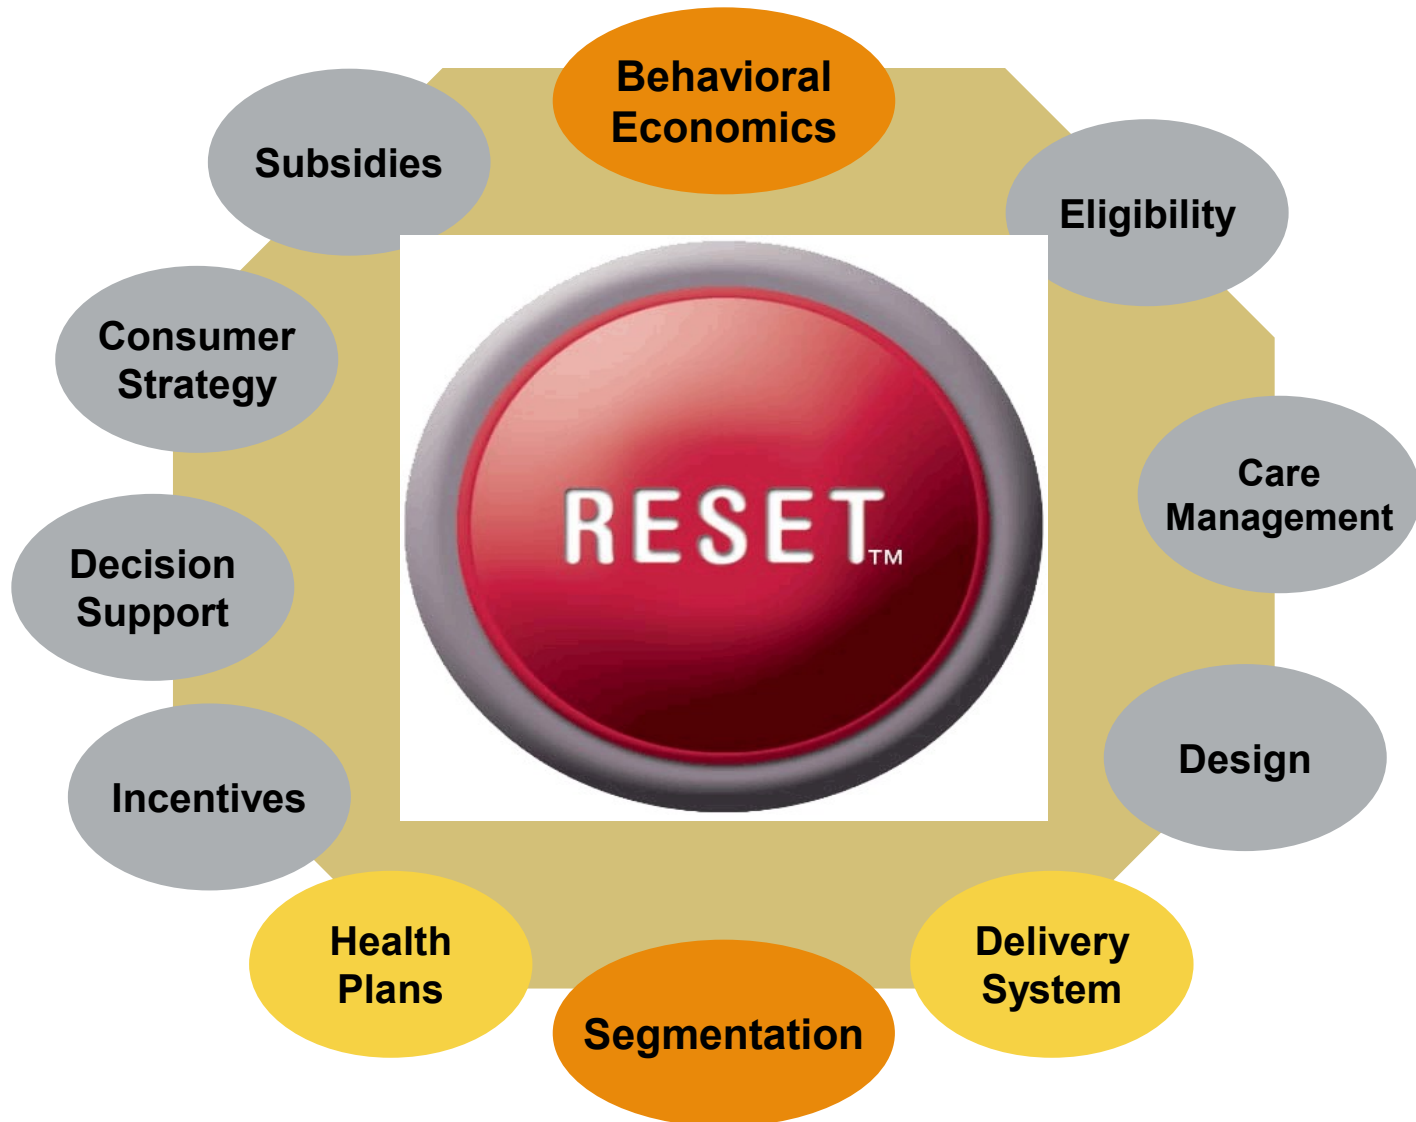 Behavioral
Economics
Subsidies
Eligibility
Consumer
Strategy
Care
Management
RESET™
Decision
Support
Design
Incentives
Health
Plans
Delivery
System
Segmentation